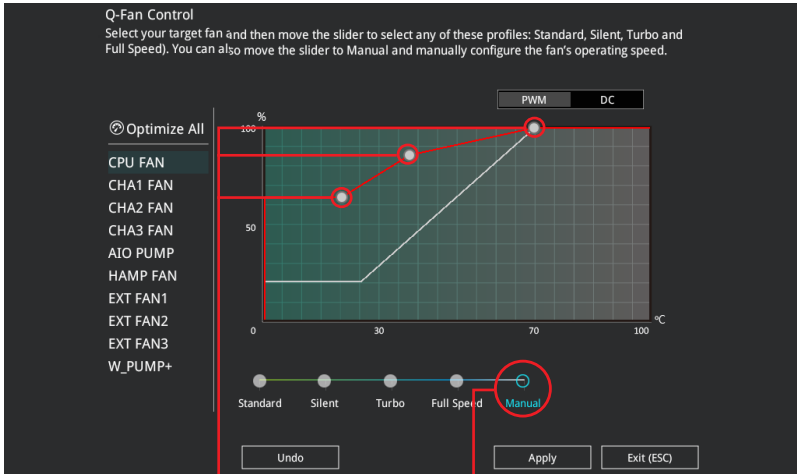 Q-Fan Control
Select your target fan and then move the slider to select any of these profiles: Standard, Silent, Turbo and
Full Speed). You can also move the slider to Manual and manually configure the fan's operating speed.
PWM DC
Optimize All
CPU FAN
CHA1 FAN
CHA2 FAN
CHA3 FAN
AIO PUMP
HAMP FAN
EXT FAN1
EXT FAN2
EXT FAN3
W_PUMP+
%
100
50
0 30 70 100
ºC
Standard Silent Turbo Full Speed Manual
Undo Apply Exit (ESC)